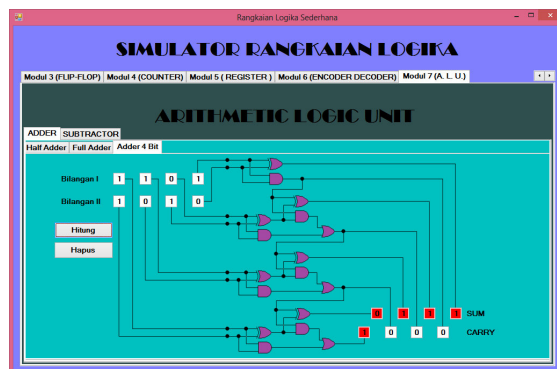 Rangkaian Logika Sederhana
SIMULATOR RANGKAIAN LOGIKA
Modul 3 (FLIP-FLOP) Modul 4 (COUNTER) Modul 5 ( REGISTER ) Modul 6 (ENCODER DECODER) Modul 7 (A. L. U.)
ARITHMETIC LOGIC UNIT
ADDER SUBTRACTOR
Half Adder Full Adder Adder 4 Bit
Bilangan I 1 1 0 1
Bilangan II 1 0 1 0
Hitung
Hapus
0 1 1 1 SUM
1 0 0 0 CARRY